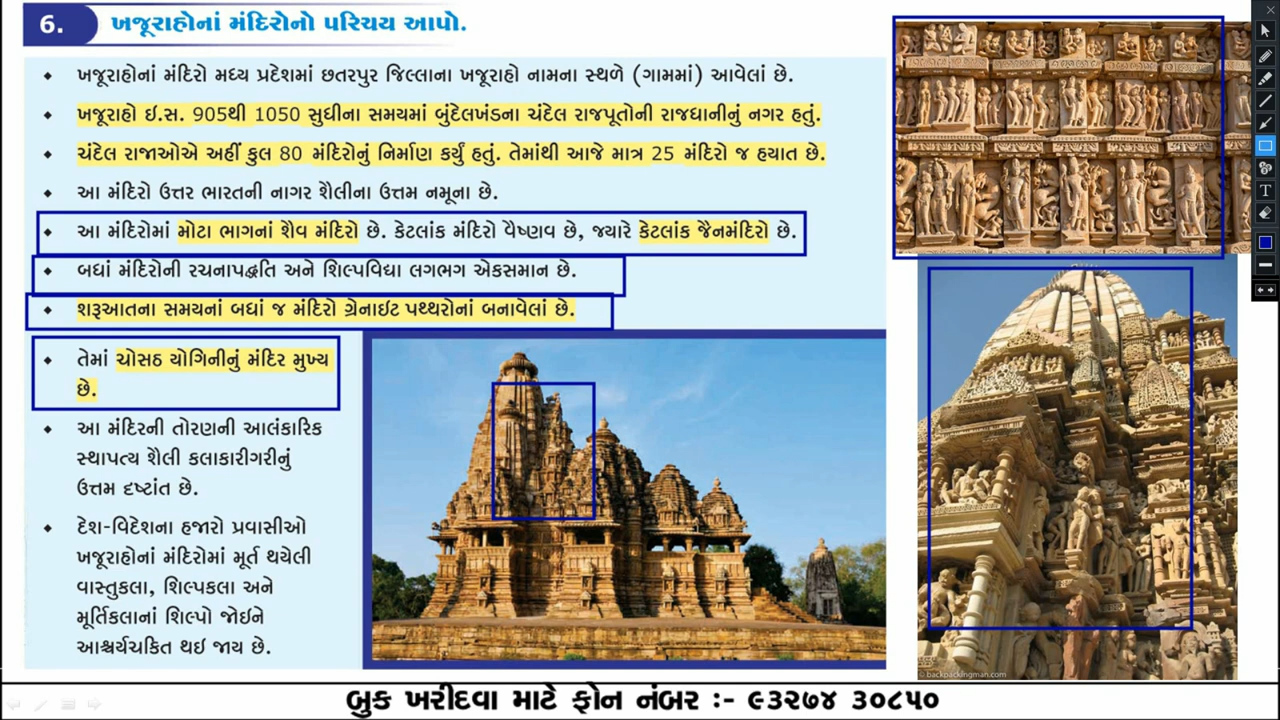 6. ખજૂરાહોનાં મંદિરોનો પરિચય આપો.
ખજૂરાહોનાં મંદિરો મધ્ય પ્રદેશમાં છતરપુર જિલ્લાના ખજૂરાહો નામના સ્થળે (ગામમાં) આવેલાં છે.
ખજૂરાહો ઈ.સ. 905થી 1050 સુધીના સમયમાં બુંદેલખંડના ચંદેલ રાજપૂતોની રાજધાનીનું નગર હતું.
ચંદેલ રાજાઓએ અહીં કુલ 80 મંદિરોનું નિર્માણ કર્યું હતું. તેમાંથી આજે માત્ર 25 મંદિરો જ હયાત છે.
આ મંદિરો ઉત્તર ભારતની નાગર શૈલીના ઉત્તમ નમૂના છે.
આ મંદિરોમાં મોટા ભાગનાં શૈવ મંદિરો છે. કેટલાંક મંદિરો વૈષ્ણવ છે, જ્યારે કેટલાંક જૈનમંદિરો છે.
બધાં મંદિરોની રચનાપદ્ધતિ અને શિલ્પવિદ્યા લગભગ એકસમાન છે.
શરૂઆતના સમયનાં બધાં જ મંદિરો ગ્રેનાઇટ પથ્થરોનાં બનાવેલાં છે.
તેમાં ચોસઠ યોગિનીનું મંદિર મુખ્ય
છે.
આ મંદિરની તોરણની આલંકારિક
સ્થાપત્ય શૈલી કલાકારીગરીનું
ઉત્તમ દષ્ટાંત છે.
દેશ-વિદેશના હજારો પ્રવાસીઓ
ખજૂરાહોનાં મંદિરોમાં મૂર્ત થયેલી
વાસ્તુકલા, શિલ્પકલા અને
મૂર્તિકલાનાં શિલ્પો જોઇને
આશ્ચર્યચકિત થઇ જાય છે.
© backpackingman.com
બુક ખરીદવા માટે ફોન નંબર :- ૯૩૨૭૪ ૩૦૮૫૦